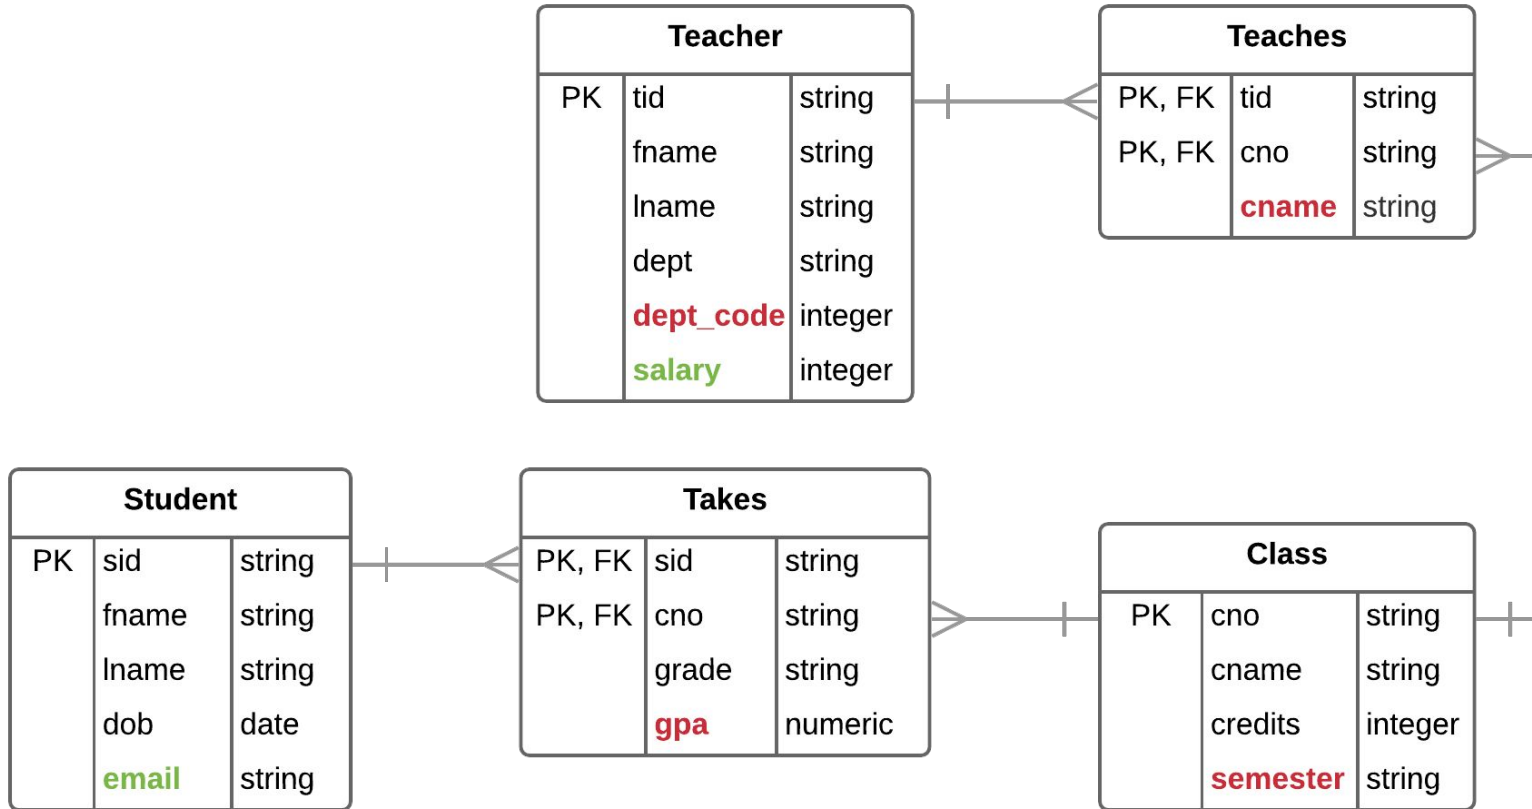 Teacher
PK tid string
fname string
lname string
dept string
dept_code integer
salary integer
Teaches
PK, FK tid string
PK, FK cno string
cname string
Student
PK sid string
fname string
lname string
dob date
email string
Takes
PK, FK sid string
PK, FK cno string
grade string
gpa numeric
Class
PK cno string
cname string
credits integer
semester string